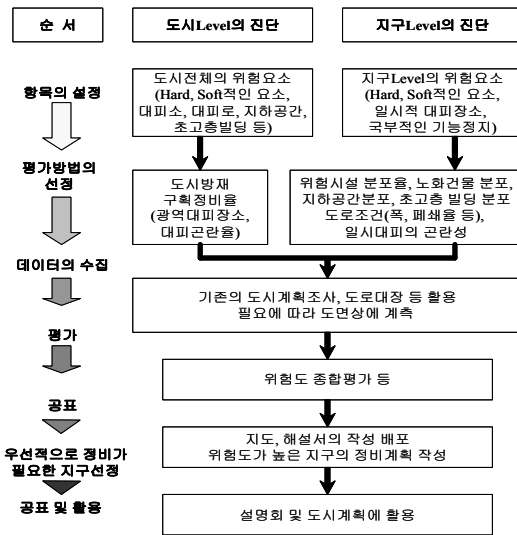 순 서
도시Level의 진단
지구Level의 진단
항목의 설정
도시전체의 위험요소
(Hard, Soft적인 요소,
대피소, 대피로, 지하공간,
초고층빌딩 등)
지구Level의 위험요소
(Hard, Soft적인 요소,
일시적 대피장소,
국부적인 기능정지)
평가방법의
선정
도시방재
구획정비율
(광역대피장소,
대피곤란율)
위험시설 분포율, 노화건물 분포,
지하공간분포, 초고층 빌딩 분포
도로조건(폭, 폐쇄율 등),
일시대피의 곤란성
데이터의 수집
기존의 도시계획조사, 도로대장 등 활용
필요에 따라 도면상에 계측
평가
위험도 종합평가 등
공표
지도, 해설서의 작성 배포
위험도가 높은 지구의 정비계획 작성
우선적으로 정비가
필요한 지구선정
공표 및 활용
설명회 및 도시계획에 활용